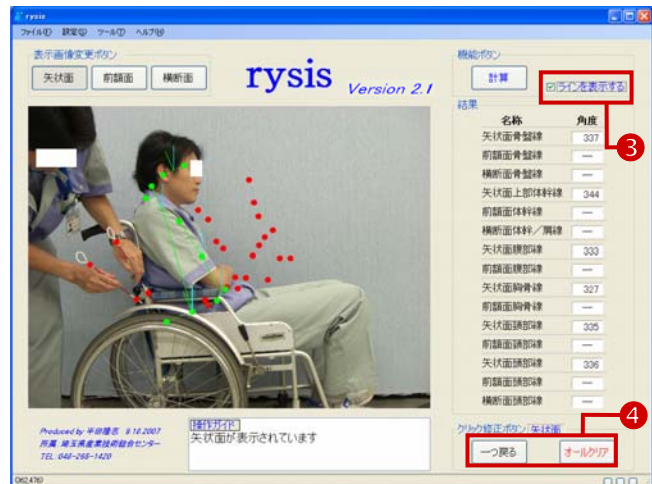 rysis
ファイル(F) 設定(S) ツール(T) ヘルプ(H)
表示画像変更ボタン
矢状面 前額面 横断面
rysis Version 2.1
機能ボタン
計算
ラインを表示する
3
結果
名称 角度
矢状面骨盤線 337
前額面骨盤線 ---
横断面骨盤線 ---
矢状面上部体幹線 344
前額面体幹線 ---
横断面体幹／肩線 ---
矢状面腹部線 333
前額面腹部線 ---
矢状面胸骨線 327
前額面胸骨線 ---
矢状面頚部線 335
前額面頚部線 ---
矢状面頭部線 336
前額面頭部線 ---
横断面頭部線 ---
4
クリック修正ボタン 矢状面
一つ戻る オールクリア
Produced by 半田隆志 9.10.2007
所属 埼玉県産業技術総合センター
TEL 048-265-1420
操作ガイド
矢状面が表示されています